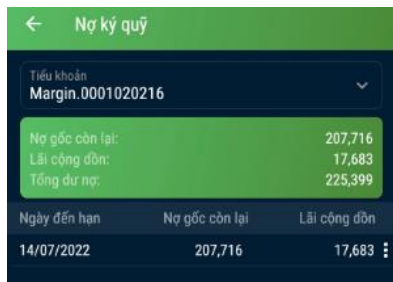 Nợ ký quỹ
Tiểu khoản
Margin.0001020216
Nợ gốc còn lại: 207,716
Lãi cộng dồn: 17,683
Tổng dư nợ: 225,399
Ngày đến hạn Nợ gốc còn lại Lãi cộng dồn
14/07/2022 207,716 17,683